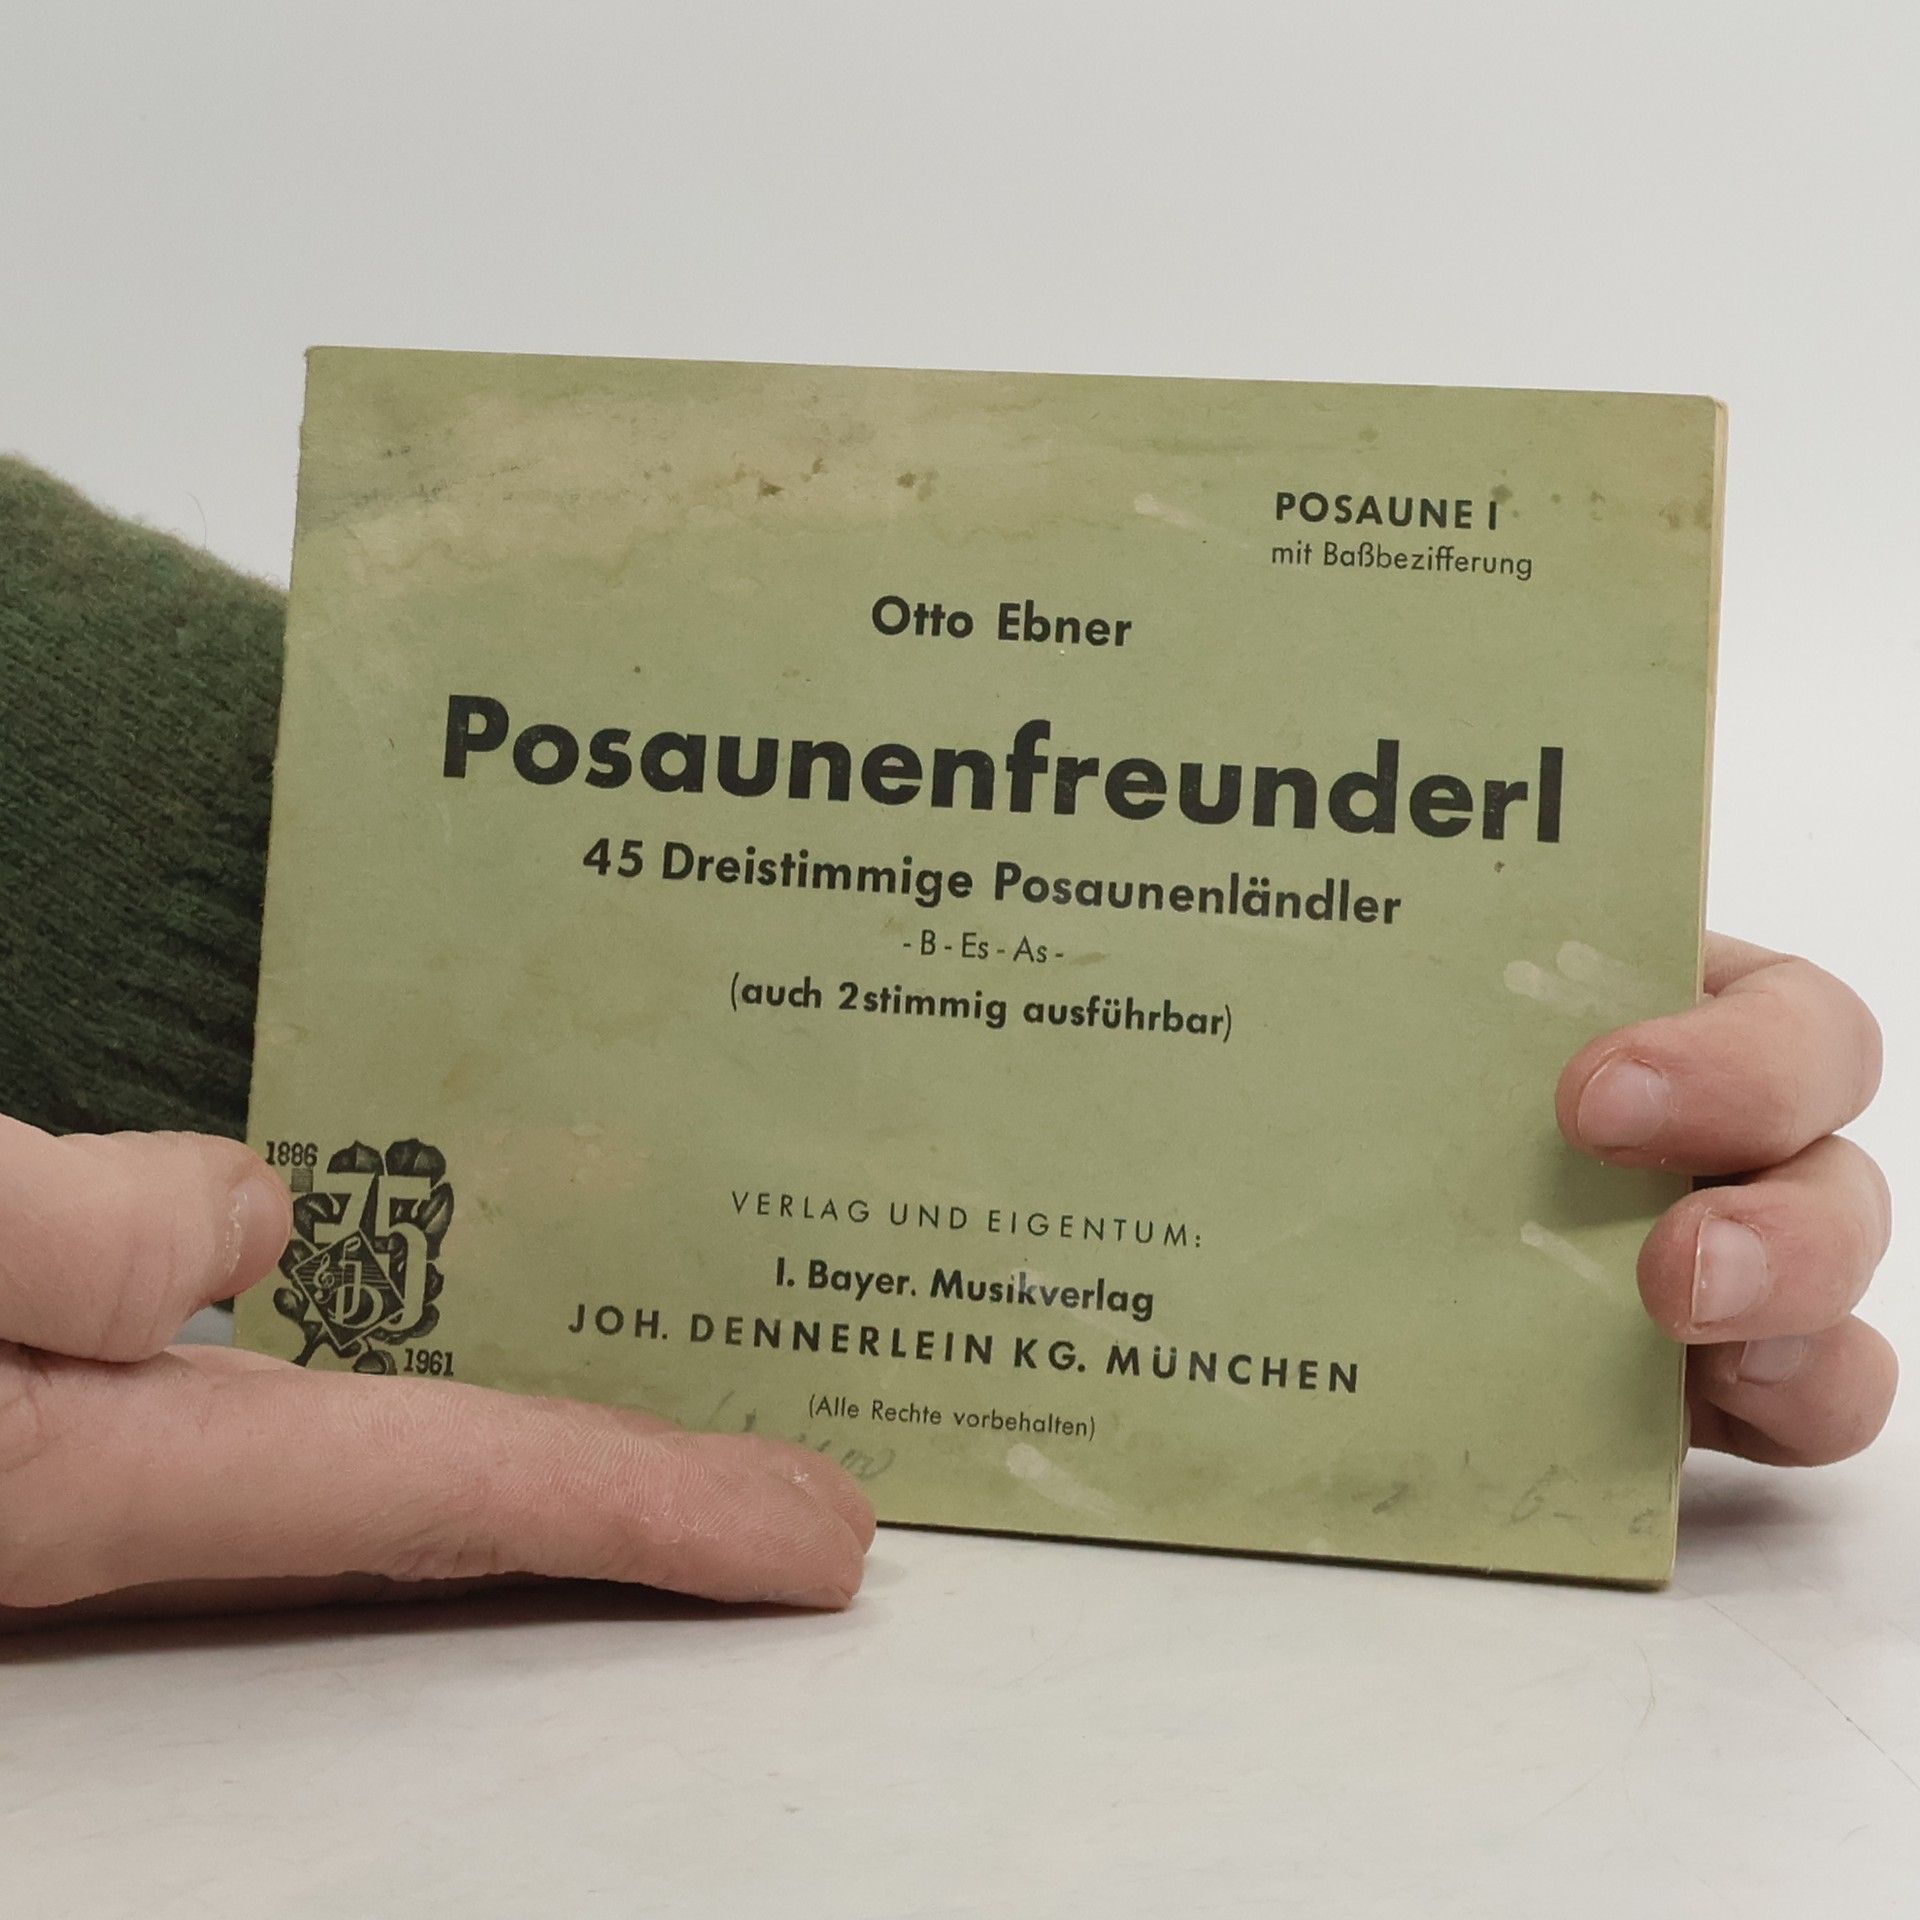 POSAUNE I
mit Baßbezifferung
Otto Ebner
Posaunenfreunderl
45 Dreistimmige Posaunenländler
- B - Es - As -
(auch 2stimmig ausführbar)
1886
75
1961
VERLAG UND EIGENTUM:
I. Bayer. Musikverlag
JOH. DENNERLEIN KG. MÜNCHEN
(Alle Rechte vorbehalten)